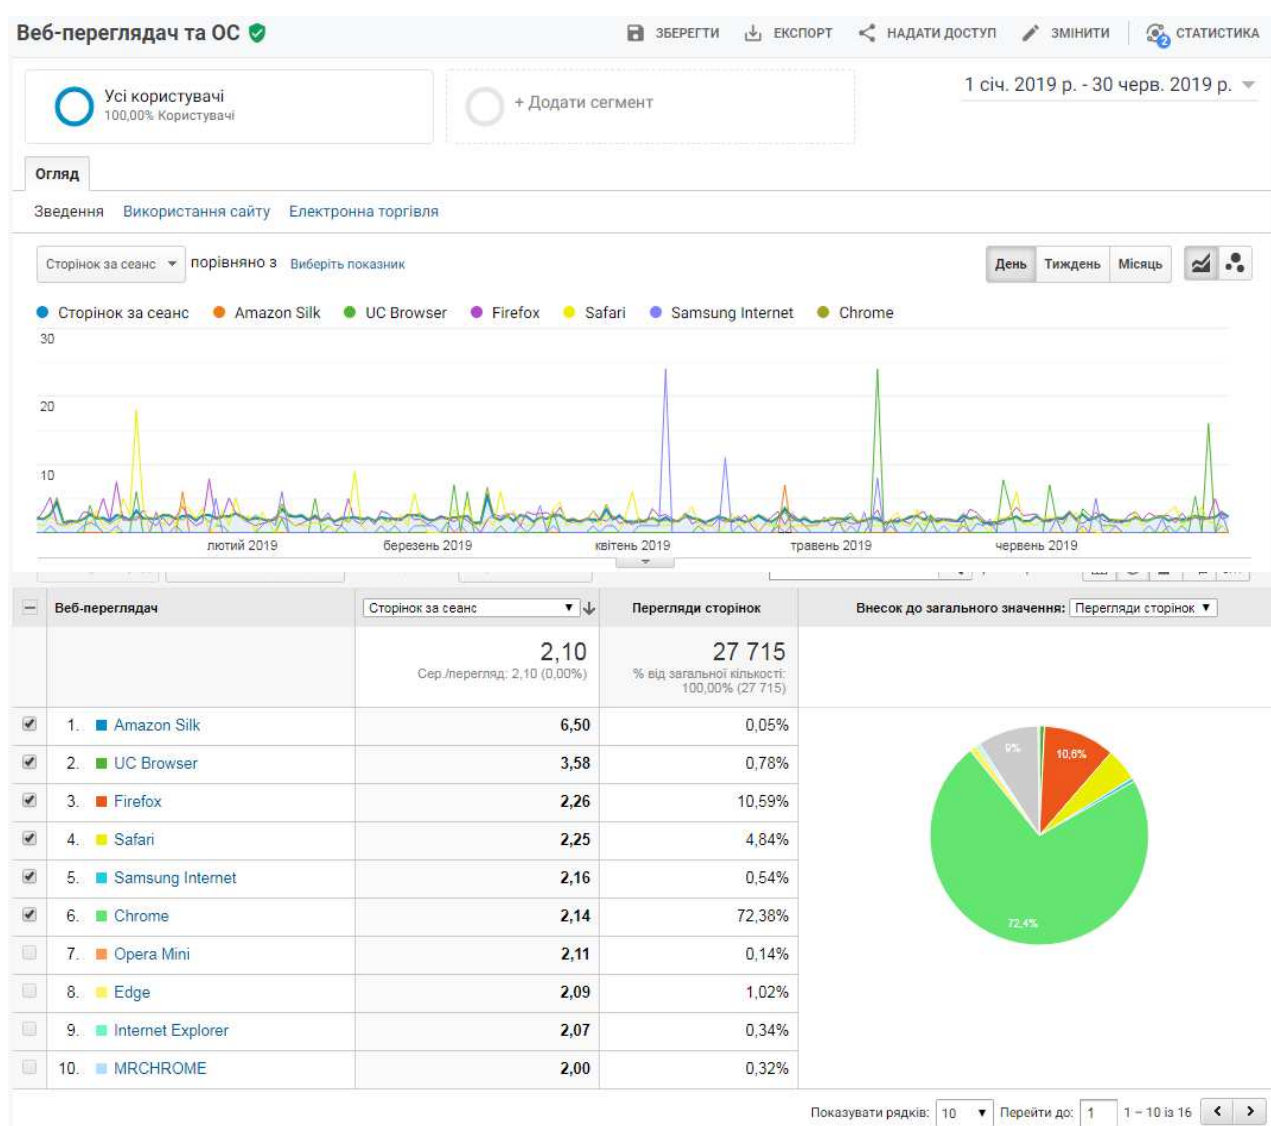 Веб-переглядач та ОС
ЗБЕРЕГТИ ЕКСПОРТ НАДАТИ ДОСТУП ЗМІНИТИ 2 СТАТИСТИКА
Усі користувачі
100,00% Користувачі
+ Додати сегмент
1 січ. 2019 р. - 30 черв. 2019 р.
Огляд
Зведення Використання сайту Електронна торгівля
Сторінок за сеанс порівняно з Виберіть показник
День Тиждень Місяць
Сторінок за сеанс Amazon Silk UC Browser Firefox Safari Samsung Internet Chrome
30
20
10
лютий 2019 березень 2019 квітень 2019 травень 2019 червень 2019
Веб-переглядач Сторінок за сеанс Перегляди сторінок Внесок до загального значення: Перегляди сторінок
2,10 27 715
Сер./перегляд: 2,10 (0,00%) % від загальної кількості:
100,00% (27 715)
1. Amazon Silk 6,50 0,05%
2. UC Browser 3,58 0,78%
3. Firefox 2,26 10,59%
4. Safari 2,25 4,84%
5. Samsung Internet 2,16 0,54%
6. Chrome 2,14 72,38%
7. Opera Mini 2,11 0,14%
8. Edge 2,09 1,02%
9. Internet Explorer 2,07 0,34%
10. MRCHROME 2,00 0,32%
9% 10,6%
72,4%
Показувати рядків: 10 Перейти до: 1 1 – 10 із 16